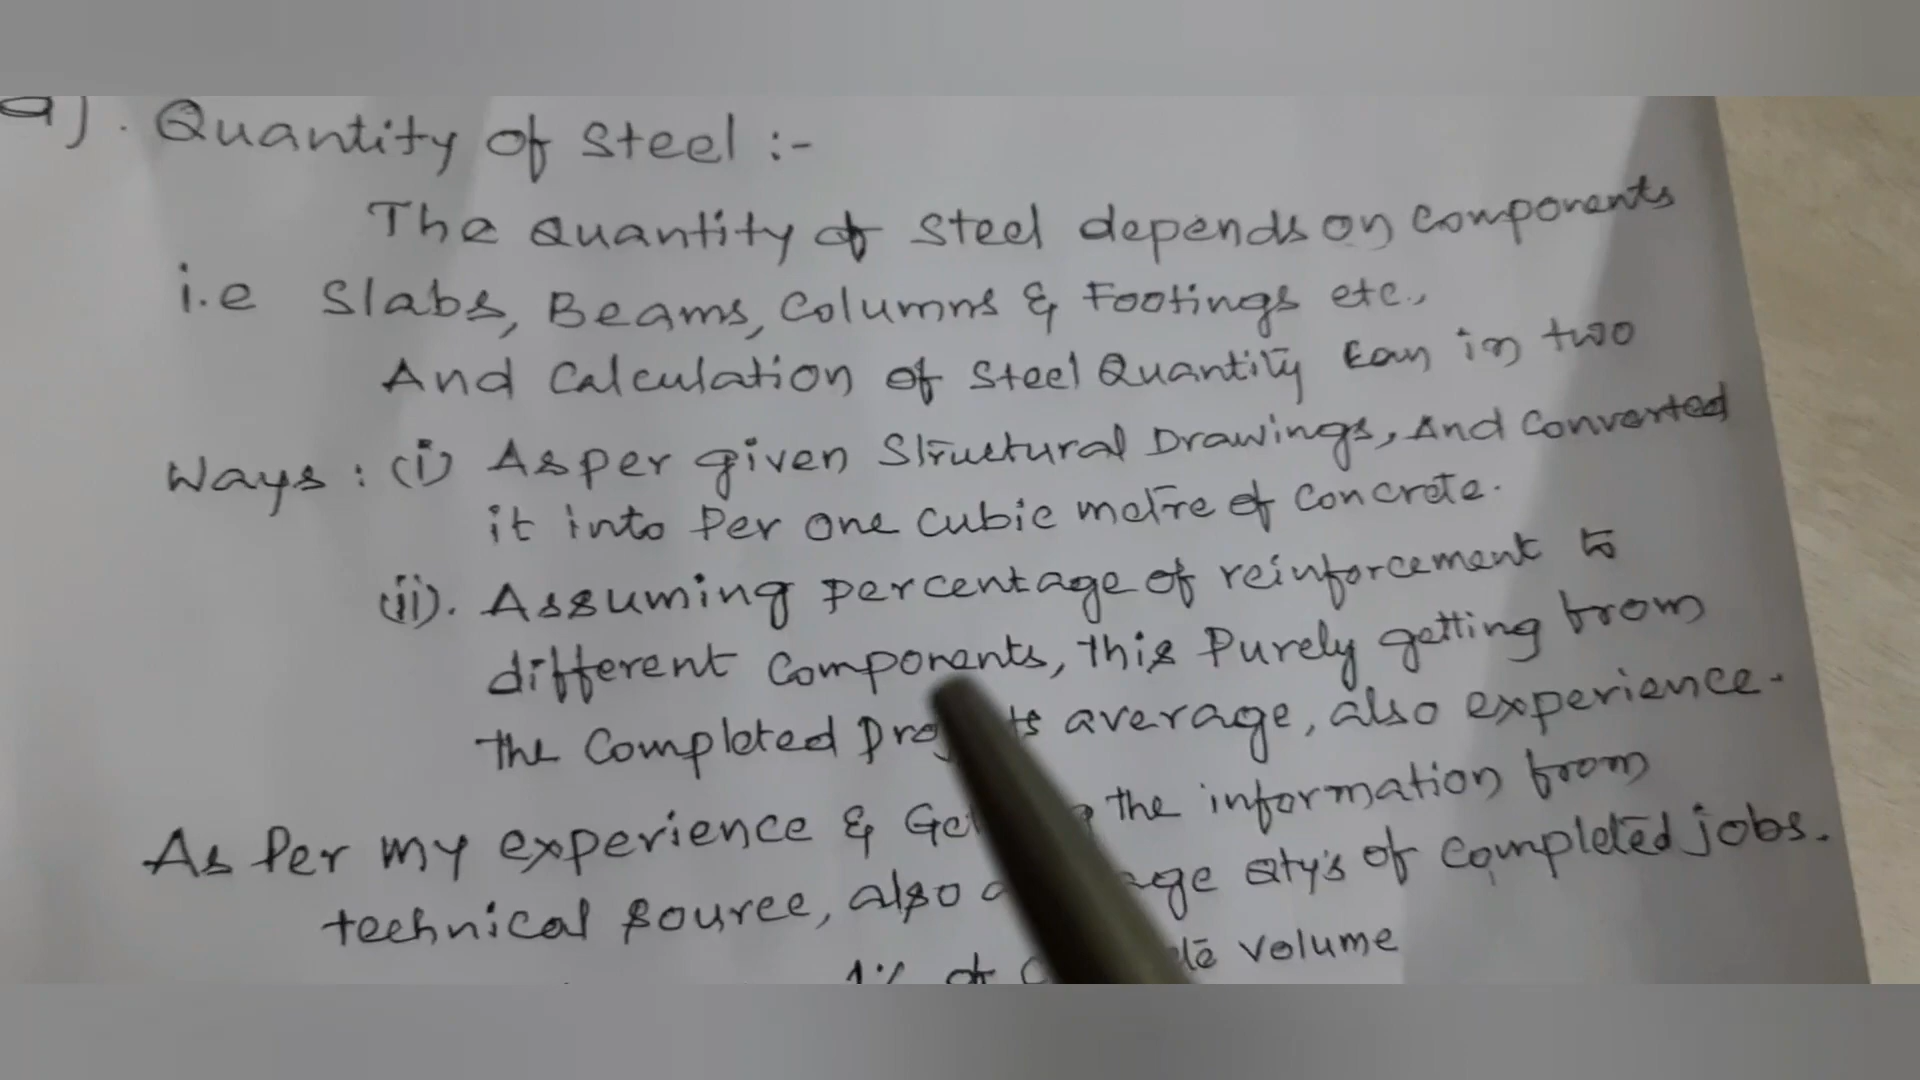 a). Quantity of Steel :-
The Quantity of Steel depends on Components
i.e Slabs, Beams, Columns & Footings etc.,
And Calculation of Steel Quantity can in two
Ways : (i) As per given Structural Drawings, And Converted
it into Per one cubic metre of Concrete.
(ii). Assuming percentage of reinforcement to
different Components, this Purely getting from
the Completed average, also experience.
As Per my experience & the information from
technical source, also qty's of Completed jobs.
1% of volume